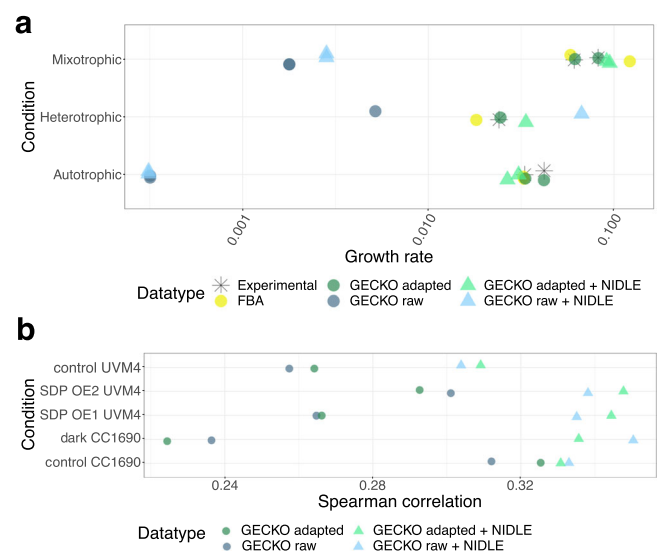 a
Condition
Mixotrophic
Heterotrophic
Autotrophic
0.001
0.010
0.100
Growth rate
Datatype
Experimental
GECKO adapted
GECKO adapted + NIDLE
FBA
GECKO raw
GECKO raw + NIDLE
b
Condition
control UVM4
SDP OE2 UVM4
SDP OE1 UVM4
dark CC1690
control CC1690
0.24
0.28
0.32
Spearman correlation
Datatype
GECKO adapted
GECKO adapted + NIDLE
GECKO raw
GECKO raw + NIDLE